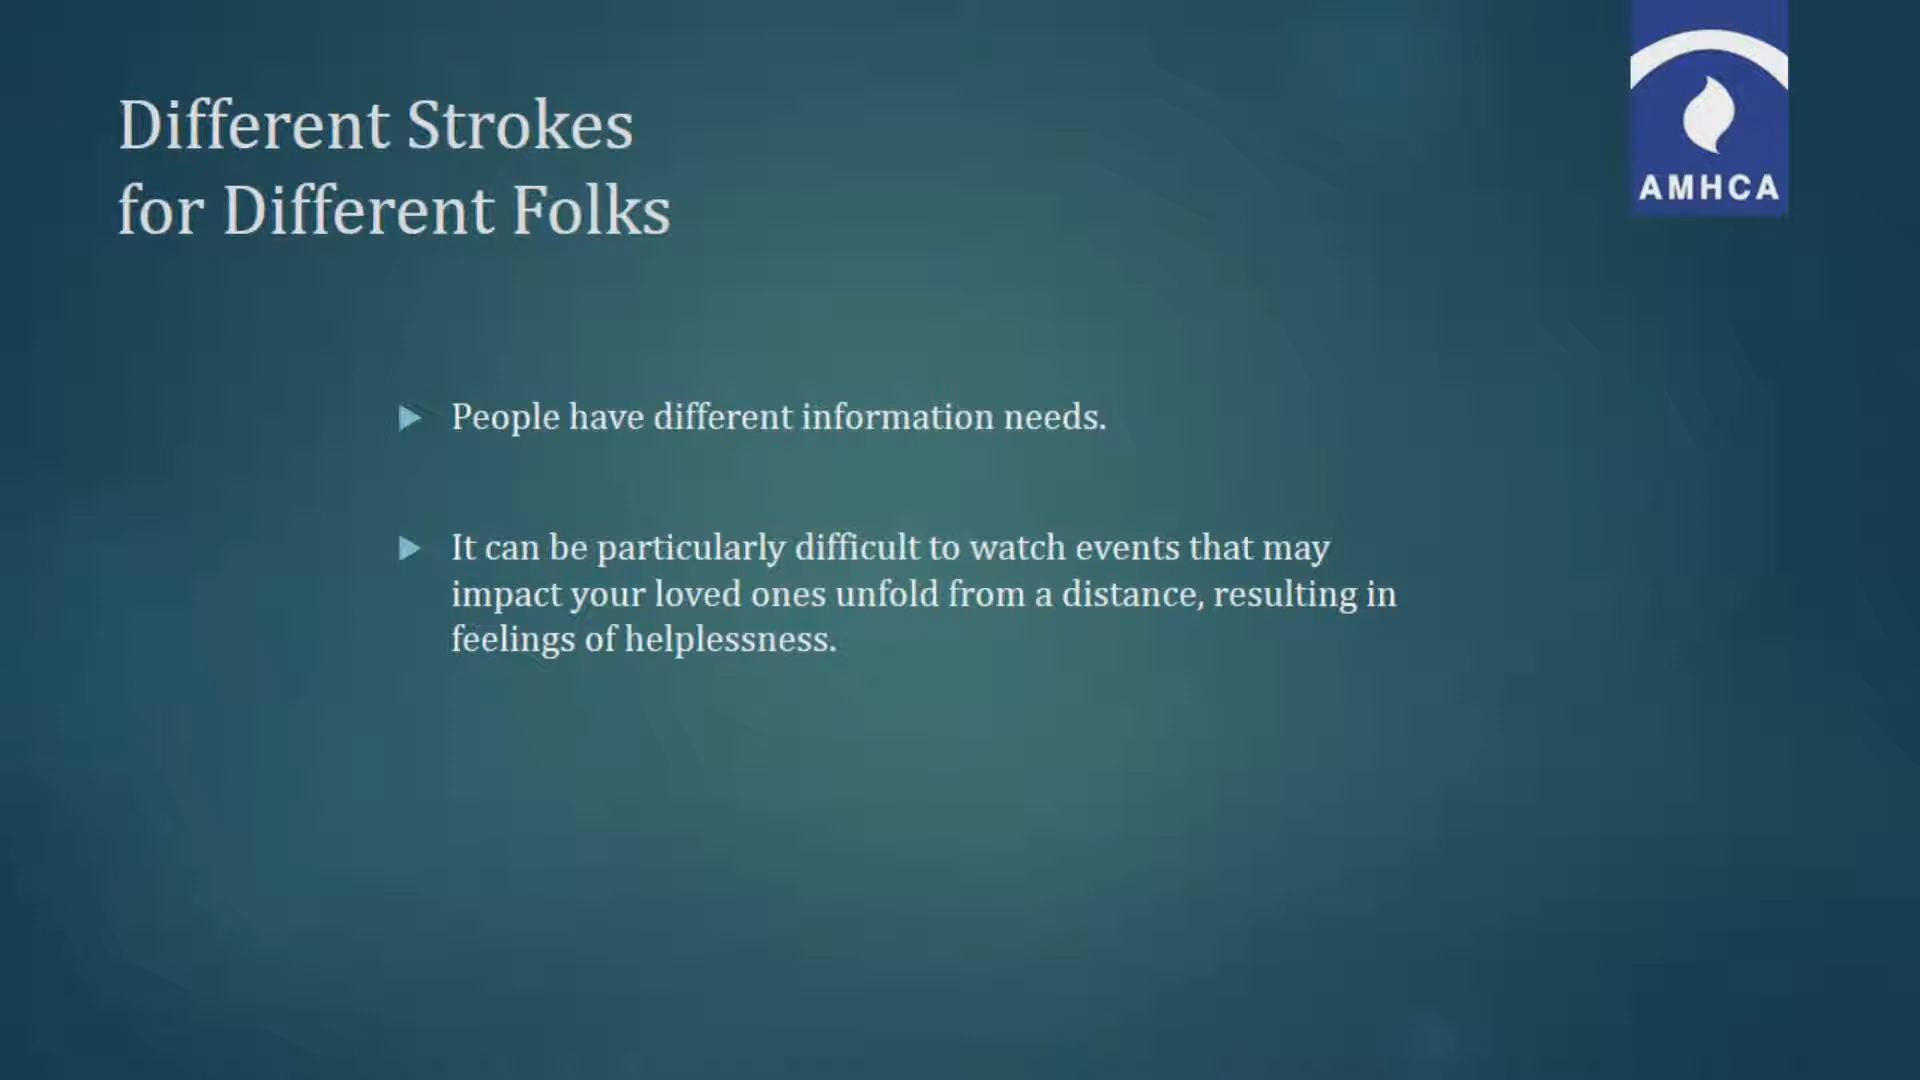 Different Strokes
for Different Folks
AMHCA
People have different information needs.
It can be particularly difficult to watch events that may
impact your loved ones unfold from a distance, resulting in
feelings of helplessness.